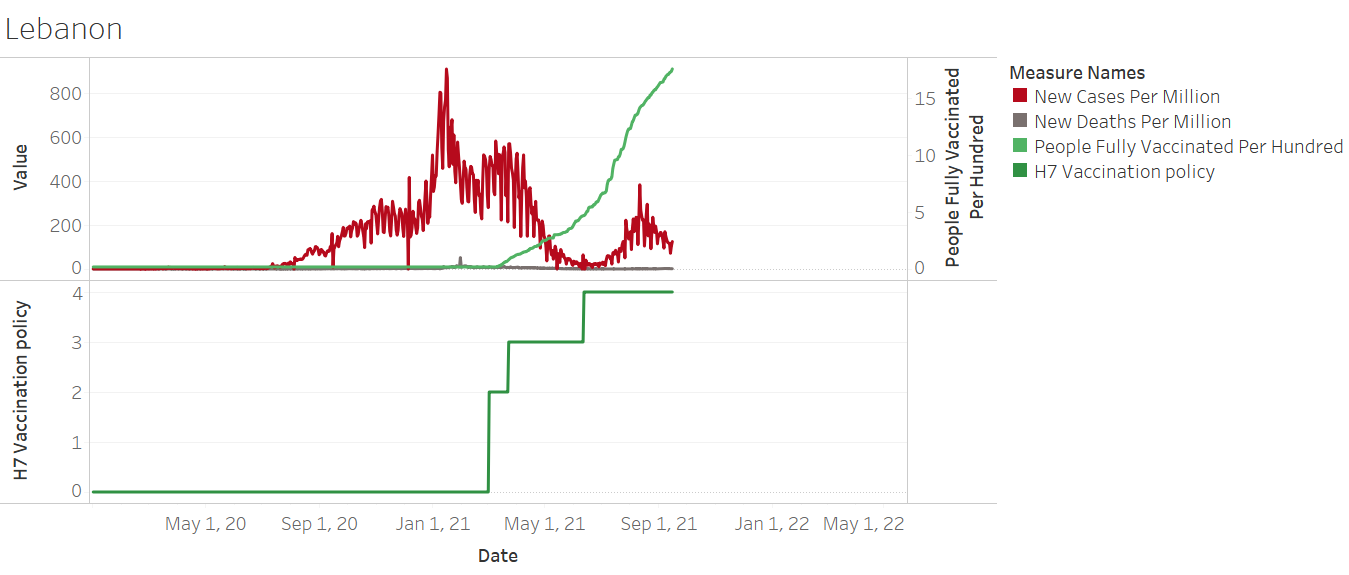 Lebanon
Value
800
600
400
200
0
People Fully Vaccinated
Per Hundred
15
10
5
0
Measure Names
New Cases Per Million
New Deaths Per Million
People Fully Vaccinated Per Hundred
H7 Vaccination policy
H7 Vaccination policy
4
3
2
1
0
May 1, 20 Sep 1, 20 Jan 1, 21 May 1, 21 Sep 1, 21 Jan 1, 22 May 1, 22
Date